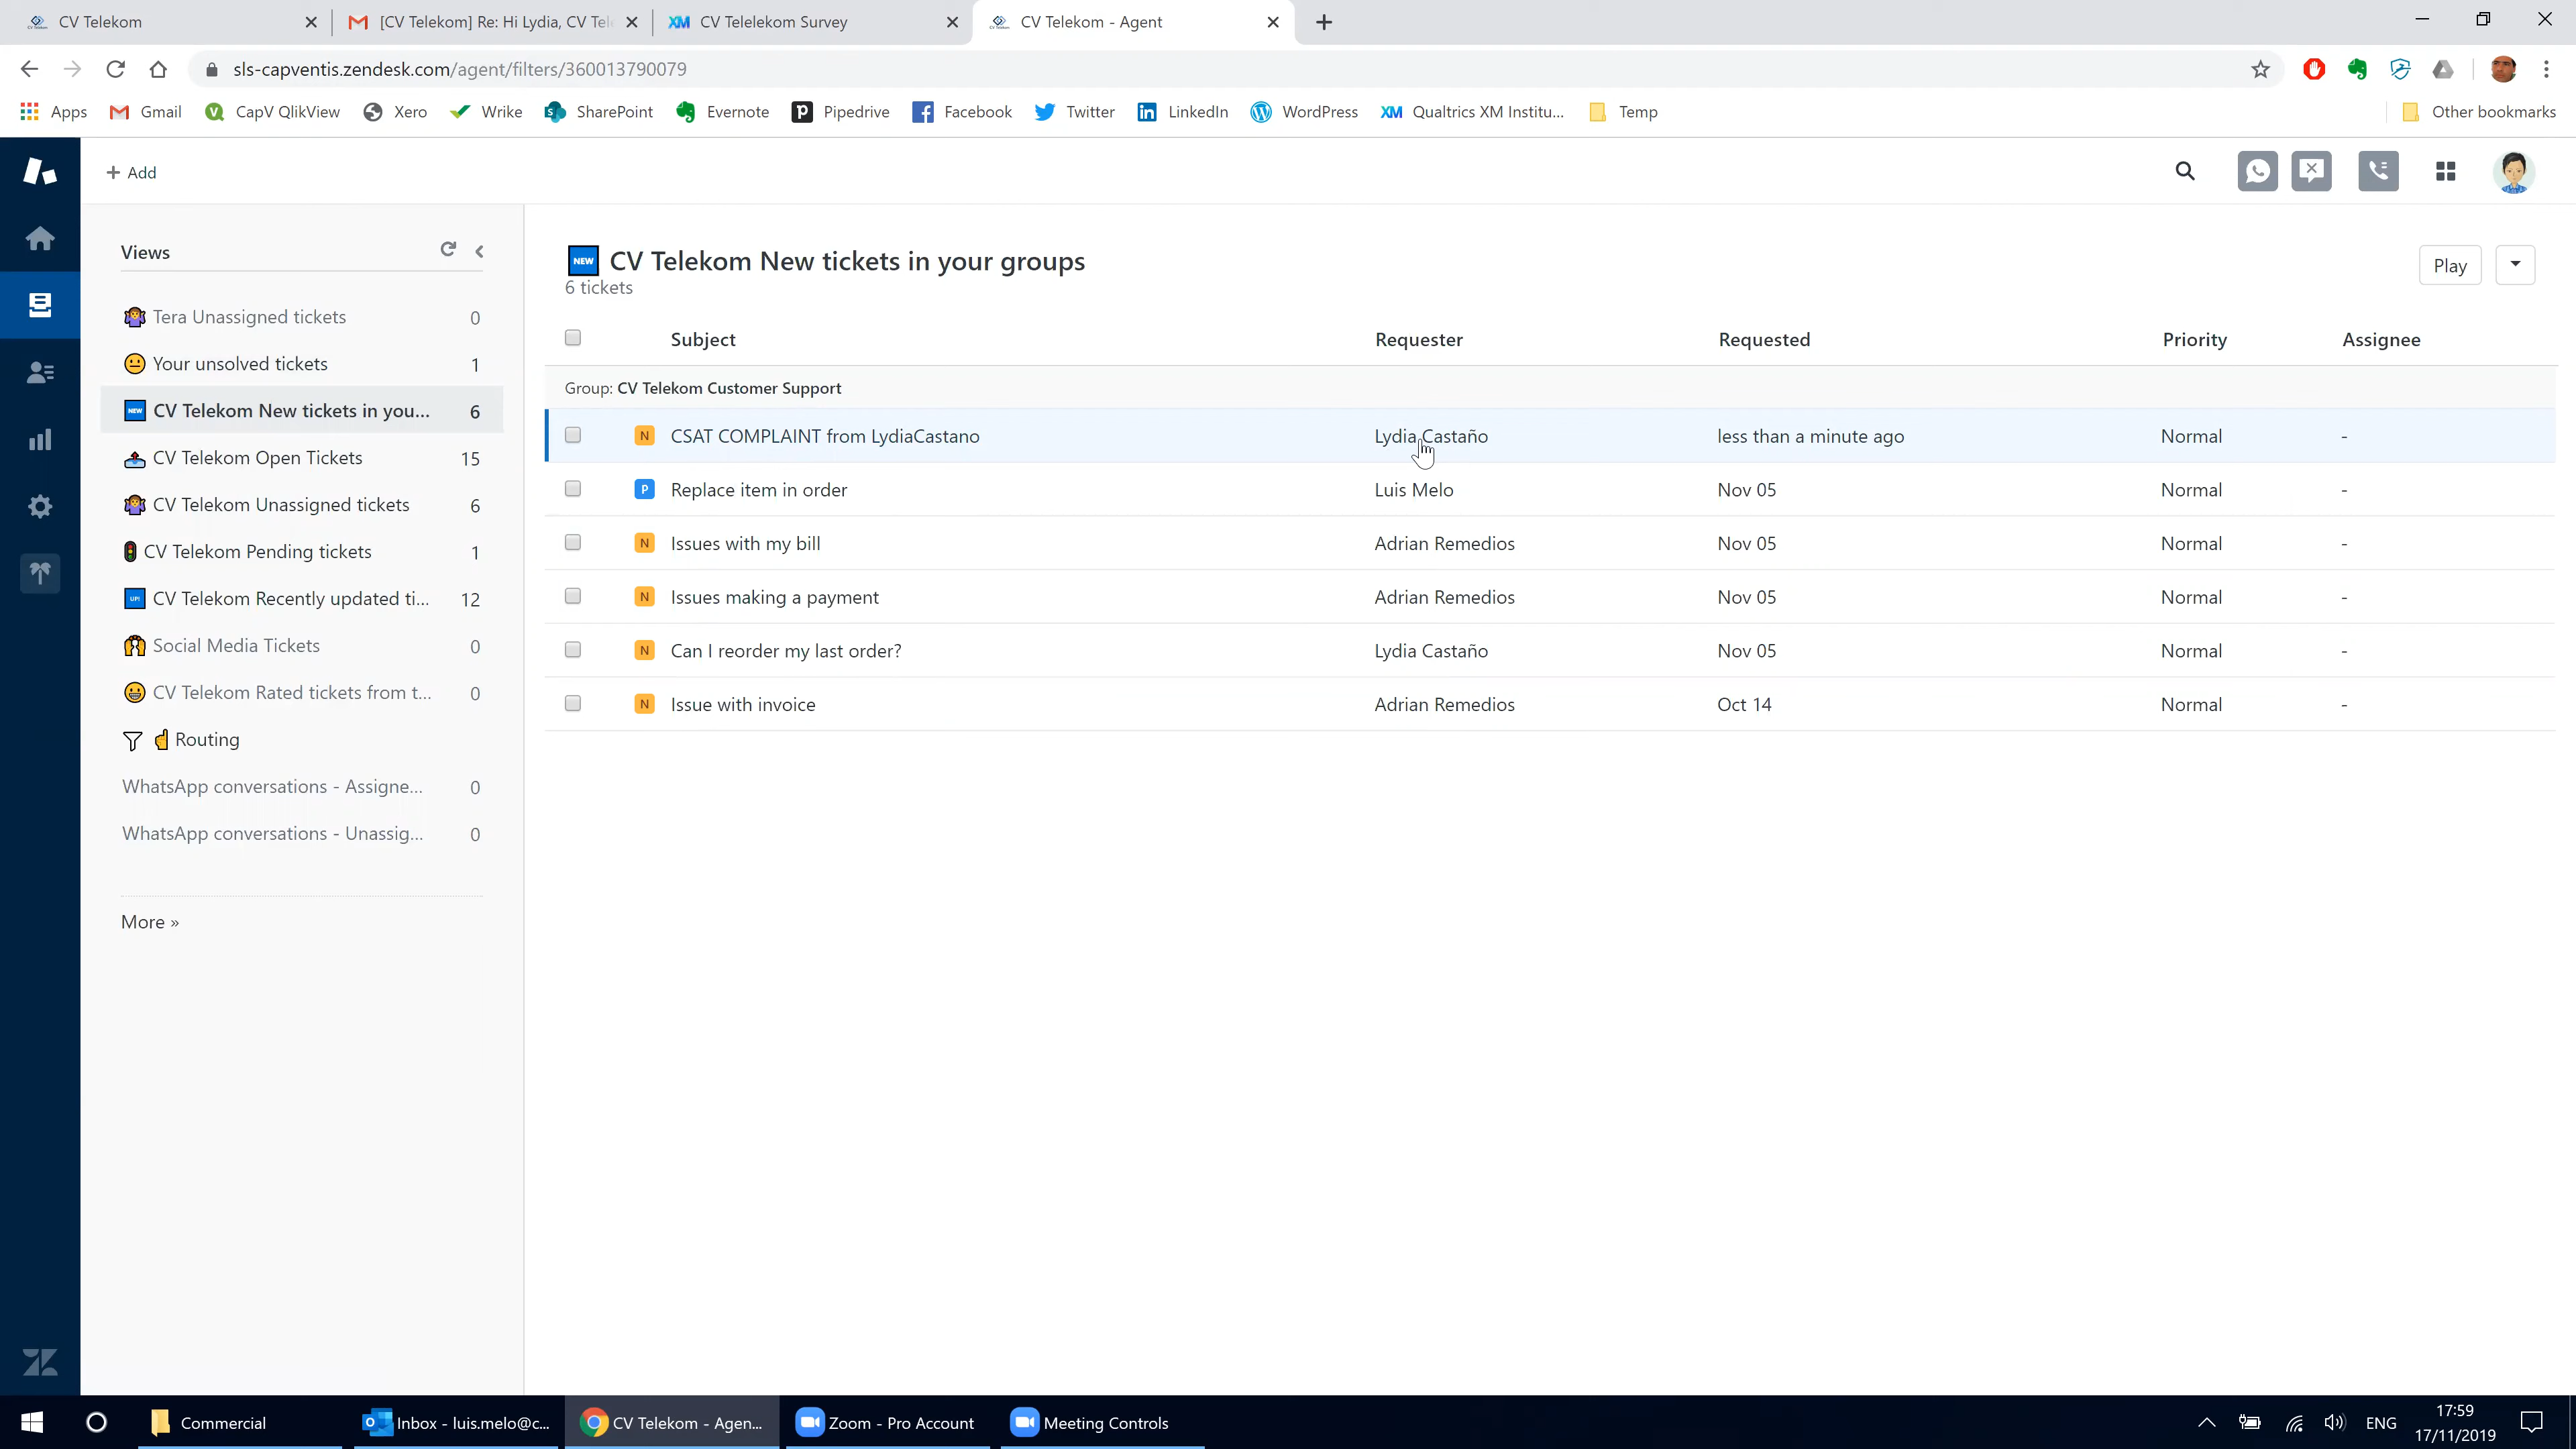 CV Telekom
[CV Telekom] Re: Hi Lydia, CV Tel
CV Telelekom Survey
CV Telekom - Agent
sls-capventis.zendesk.com/agent/filters/360013790079
Apps
Gmail
CapV QlikView
Xero
Wrike
SharePoint
Evernote
Pipedrive
Facebook
Twitter
LinkedIn
WordPress
XM
Qualtrics XM Institu...
Temp
Other bookmarks
+ Add
Views
Tera Unassigned tickets 0
Your unsolved tickets 1
NEW CV Telekom New tickets in you... 6
CV Telekom Open Tickets 15
CV Telekom Unassigned tickets 6
CV Telekom Pending tickets 1
UP! CV Telekom Recently updated ti... 12
Social Media Tickets 0
CV Telekom Rated tickets from t... 0
Routing
WhatsApp conversations - Assigne... 0
WhatsApp conversations - Unassig... 0
More »
NEW CV Telekom New tickets in your groups
6 tickets
Play
Subject Requester Requested Priority Assignee
Group: CV Telekom Customer Support
N CSAT COMPLAINT from LydiaCastano Lydia Castaño less than a minute ago Normal -
P Replace item in order Luis Melo Nov 05 Normal -
N Issues with my bill Adrian Remedios Nov 05 Normal -
N Issues making a payment Adrian Remedios Nov 05 Normal -
N Can I reorder my last order? Lydia Castaño Nov 05 Normal -
N Issue with invoice Adrian Remedios Oct 14 Normal -
Commercial
Inbox - luis.melo@c...
CV Telekom - Agen...
Zoom - Pro Account
Meeting Controls
ENG
17:59
17/11/2019